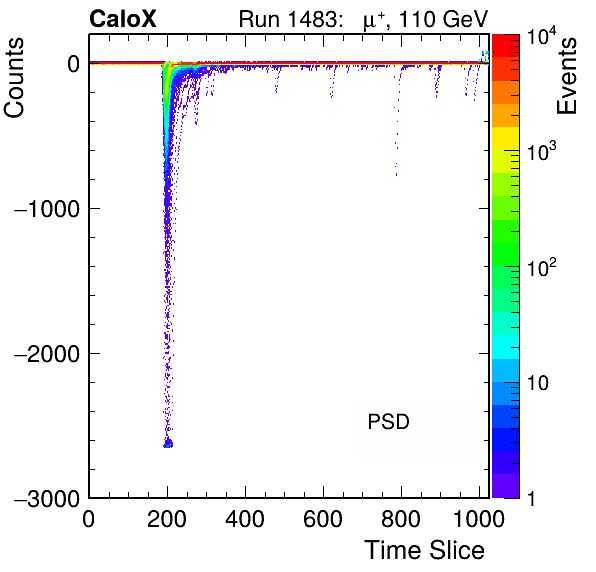 CaloX Run 1483: μ⁺, 110 GeV
Counts
Events
0
−1000
−2000
−3000
0 200 400 600 800 1000
Time Slice
PSD
10⁴
10³
10²
10
1